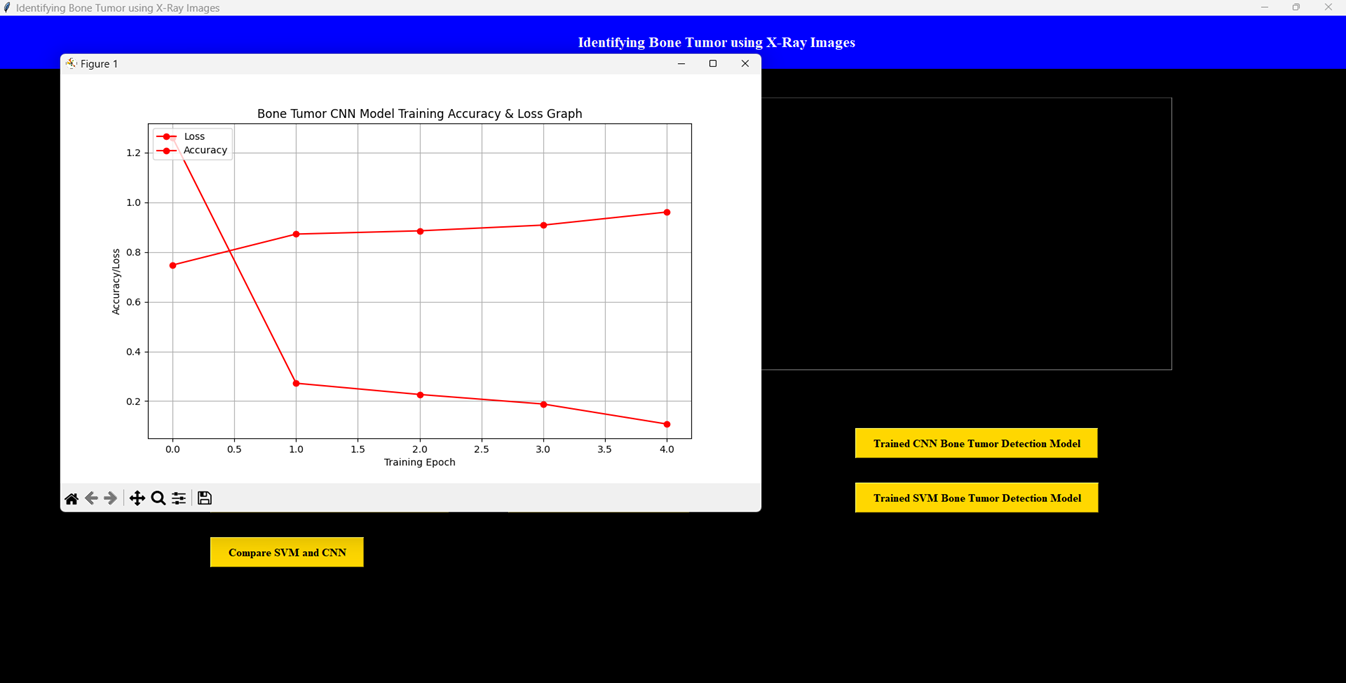 Identifying Bone Tumor using X-Ray Images
Identifying Bone Tumor using X-Ray Images
Figure 1
Bone Tumor CNN Model Training Accuracy & Loss Graph
Loss
Accuracy
1.2
1.0
0.8
0.6
0.4
0.2
Accuracy/Loss
0.0 0.5 1.0 1.5 2.0 2.5 3.0 3.5 4.0
Training Epoch
Trained CNN Bone Tumor Detection Model
Trained SVM Bone Tumor Detection Model
Compare SVM and CNN